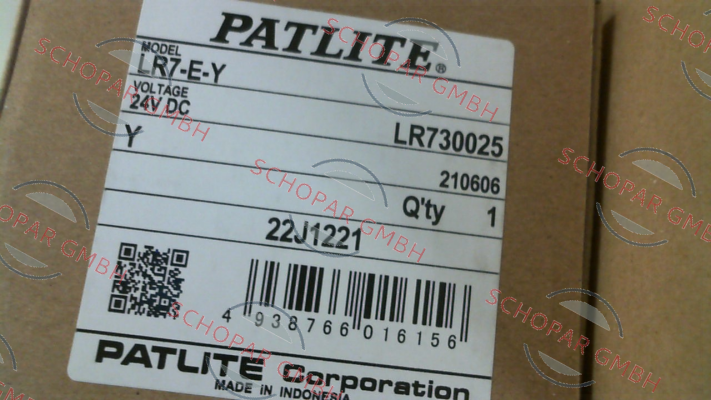 PATLITE®
MODEL
LR7-E-Y
VOLTAGE
24V DC
Y
LR730025
210606
Q'ty 1
22J1221
4 938766 016156
PATLITE Corporation
MADE IN INDONESIA
SCHOPAR GMBH
SCHOPAR GMBH
SCHOPAR GMBH
SCHOPAR GMBH
SCHOPAR GMBH
SCHOPAR GMBH
SCHOPAR GMBH
SCHOPAR GMBH